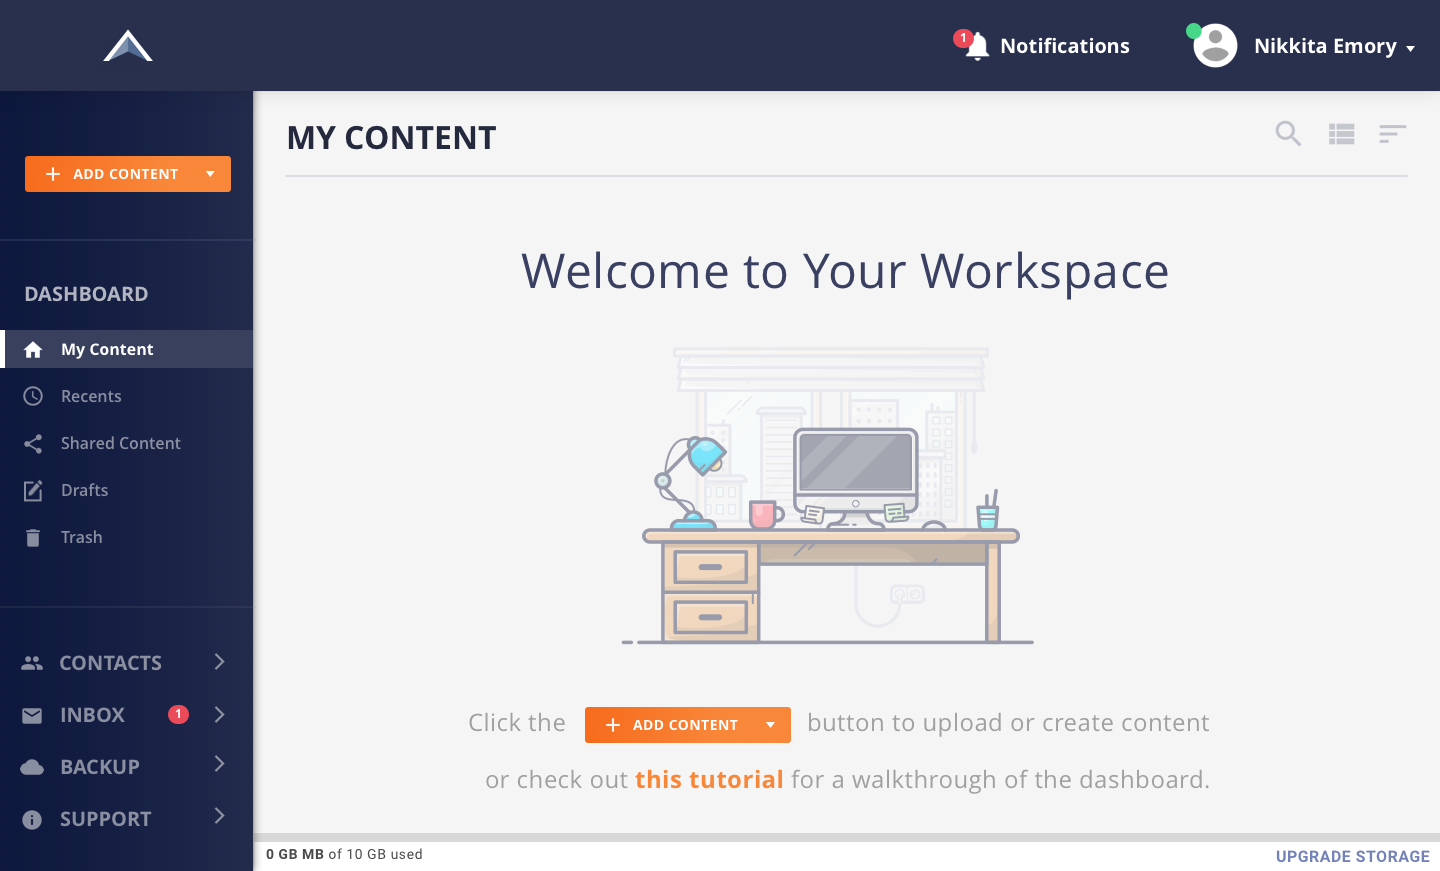 1 Notifications
Nikkita Emory
ADD CONTENT
DASHBOARD
My Content
Recents
Shared Content
Drafts
Trash
CONTACTS
INBOX 1
BACKUP
SUPPORT
MY CONTENT
Welcome to Your Workspace
Click the ADD CONTENT button to upload or create content
or check out this tutorial for a walkthrough of the dashboard.
0 GB MB of 10 GB used
UPGRADE STORAGE